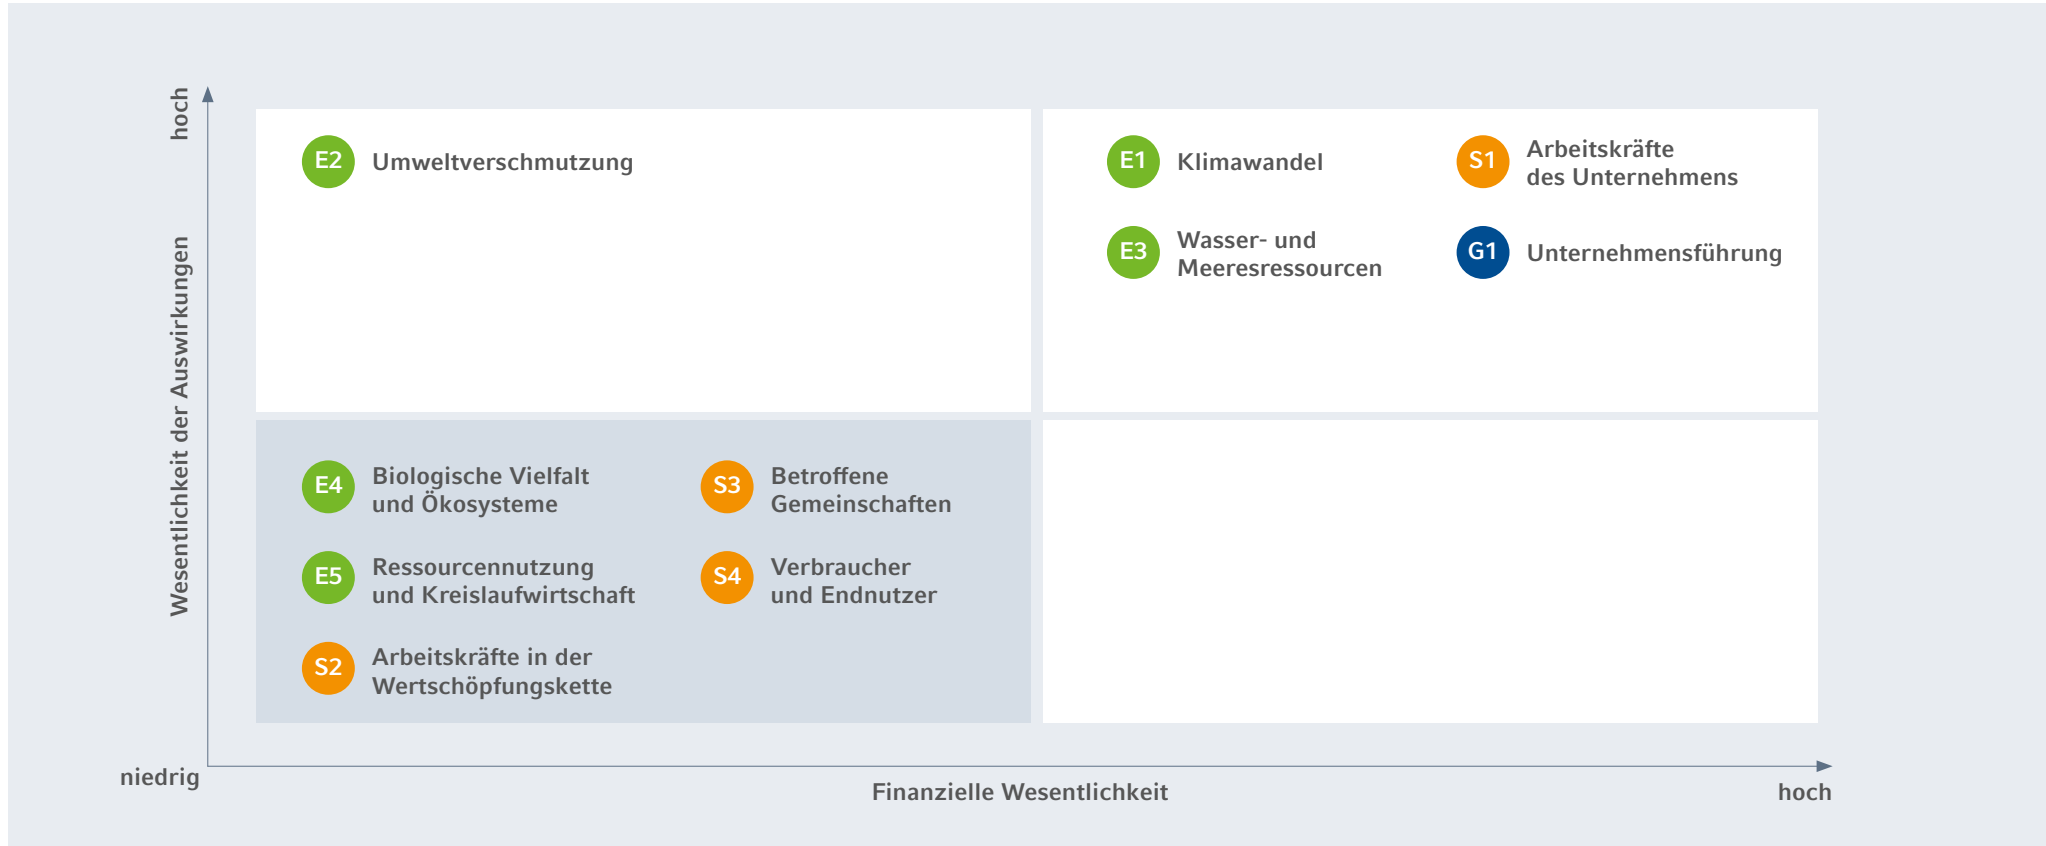 hoch
Wesentlichkeit der Auswirkungen
E2
Umweltverschmutzung
E1
Klimawandel
S1
Arbeitskräfte
des Unternehmens
E3
Wasser- und
Meeresressourcen
G1
Unternehmensführung
E4
Biologische Vielfalt
und Ökosysteme
S3
Betroffene
Gemeinschaften
E5
Ressourcennutzung
und Kreislaufwirtschaft
S4
Verbraucher
und Endnutzer
S2
Arbeitskräfte in der
Wertschöpfungskette
niedrig
Finanzielle Wesentlichkeit
hoch